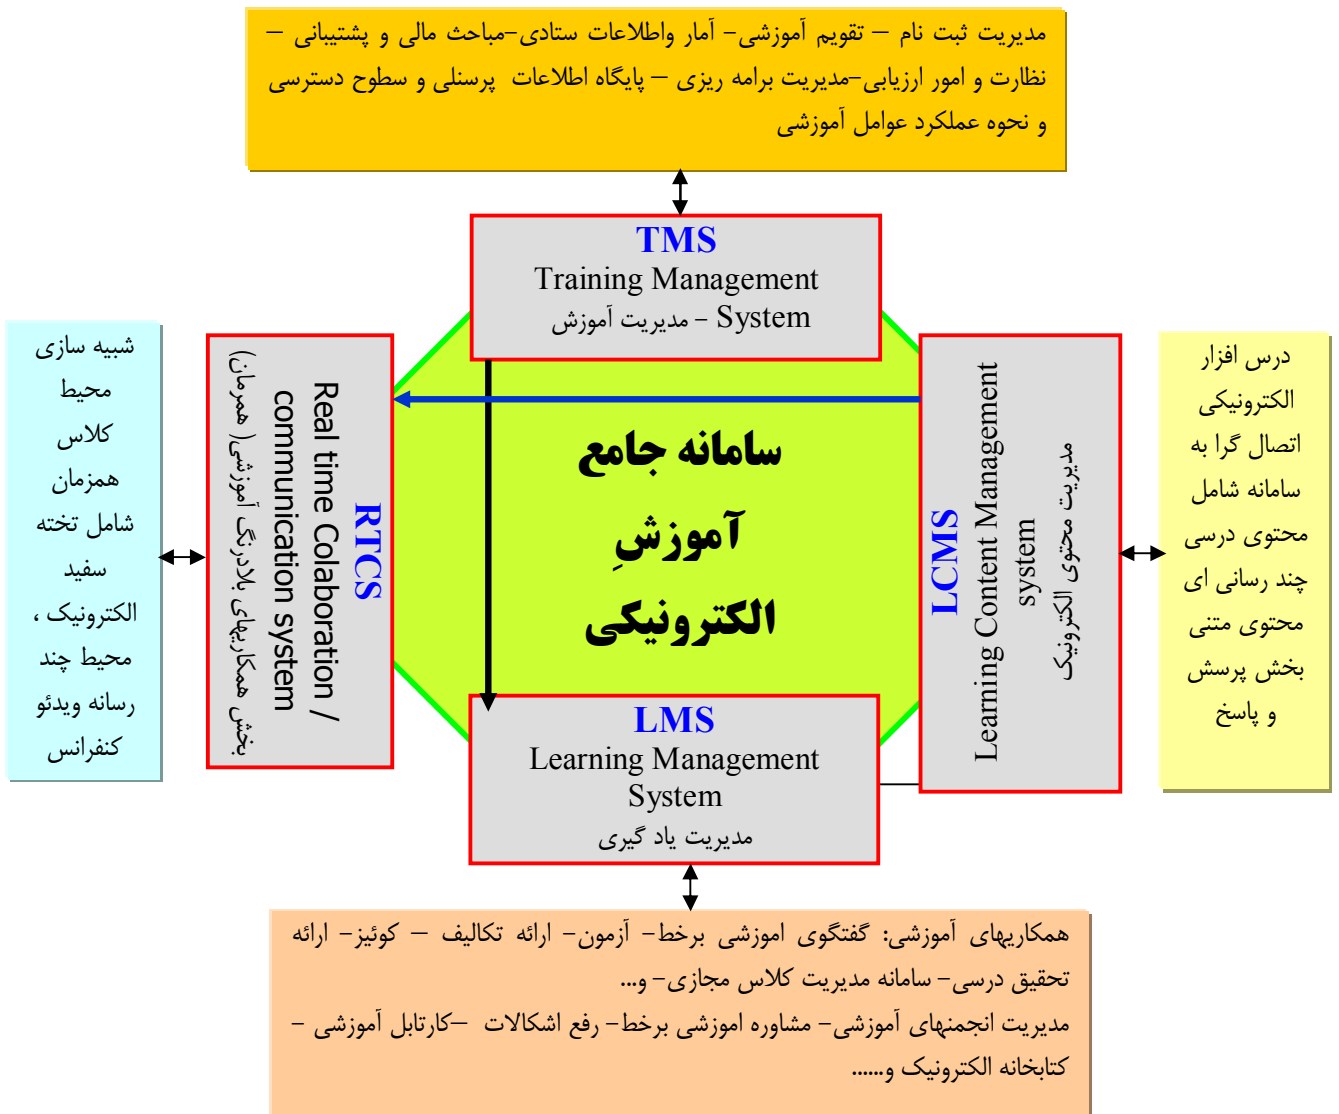 مدیریت ثبت نام – تقویم آموزشی- آمار واطلاعات ستادی-مباحث مالی و پشتیبانی –
نظارت و امور ارزیابی-مدیریت برامه ریزی – پایگاه اطلاعات پرسنلی و سطوح دسترسی
و نحوه عملکرد عوامل آموزشی
TMS
Training Management
System – مدیریت آموزش
شبیه سازی
محیط
کلاس
همزمان
شامل تخته
سفید
الکترونیک ،
محیط چند
رسانه ویدئو
کنفرانس
RTCS
Real time Colaboration /
communication system
بخش همکاریهای بلادرنگ آموزشی( همرمان)
سامانه جامع
آموزشِ
الکترونیکی
LCMS
Learning Content Management
system
مدیریت محتوی الکترونیک
درس افزار
الکترونیکی
اتصال گرا به
سامانه شامل
محتوی درسی
چند رسانی ای
محتوی متنی
بخش پرسش
و پاسخ
LMS
Learning Management
System
مدیریت یاد گیری
همکاریهای آموزشی: گفتگوی اموزشی برخط- آزمون- ارائه تکالیف – کوئیز- ارائه
تحقیق درسی- سامانه مدیریت کلاس مجازی- و...
مدیریت انجمنهای آموزشی- مشاوره اموزشی برخط- رفع اشکالات –کارتابل آموزشی -
کتابخانه الکترونیک و......